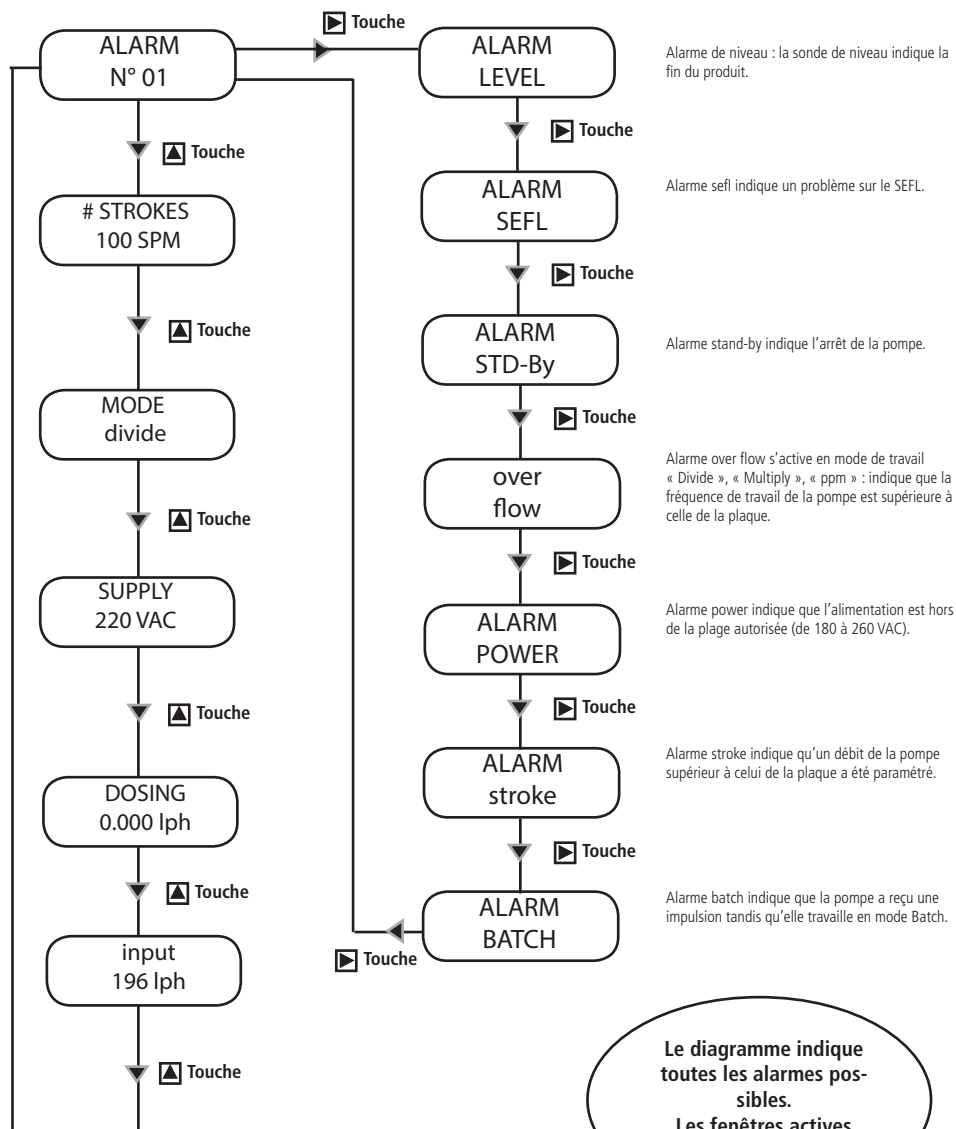 Touche
ALARM
N° 01
ALARM
LEVEL
Alarme de niveau : la sonde de niveau indique la
fin du produit.
Touche
Touche
# STROKES
100 SPM
ALARM
SEFL
Alarme sefl indique un problème sur le SEFL.
Touche
Touche
ALARM
STD-By
Alarme stand-by indique l'arrêt de la pompe.
MODE
divide
Touche
over
flow
Alarme over flow s'active en mode de travail
« Divide », « Multiply », « ppm » : indique que la
fréquence de travail de la pompe est supérieure à
celle de la plaque.
Touche
Touche
SUPPLY
220 VAC
ALARM
POWER
Alarme power indique que l'alimentation est hors
de la plage autorisée (de 180 à 260 VAC).
Touche
Touche
ALARM
stroke
Alarme stroke indique qu'un débit de la pompe
supérieur à celui de la plaque a été paramétré.
DOSING
0.000 lph
Touche
Touche
ALARM
BATCH
Alarme batch indique que la pompe a reçu une
impulsion tandis qu'elle travaille en mode Batch.
input
196 lph
Touche
Touche
Le diagramme indique
toutes les alarmes pos-
sibles.
Les fenêtres actives